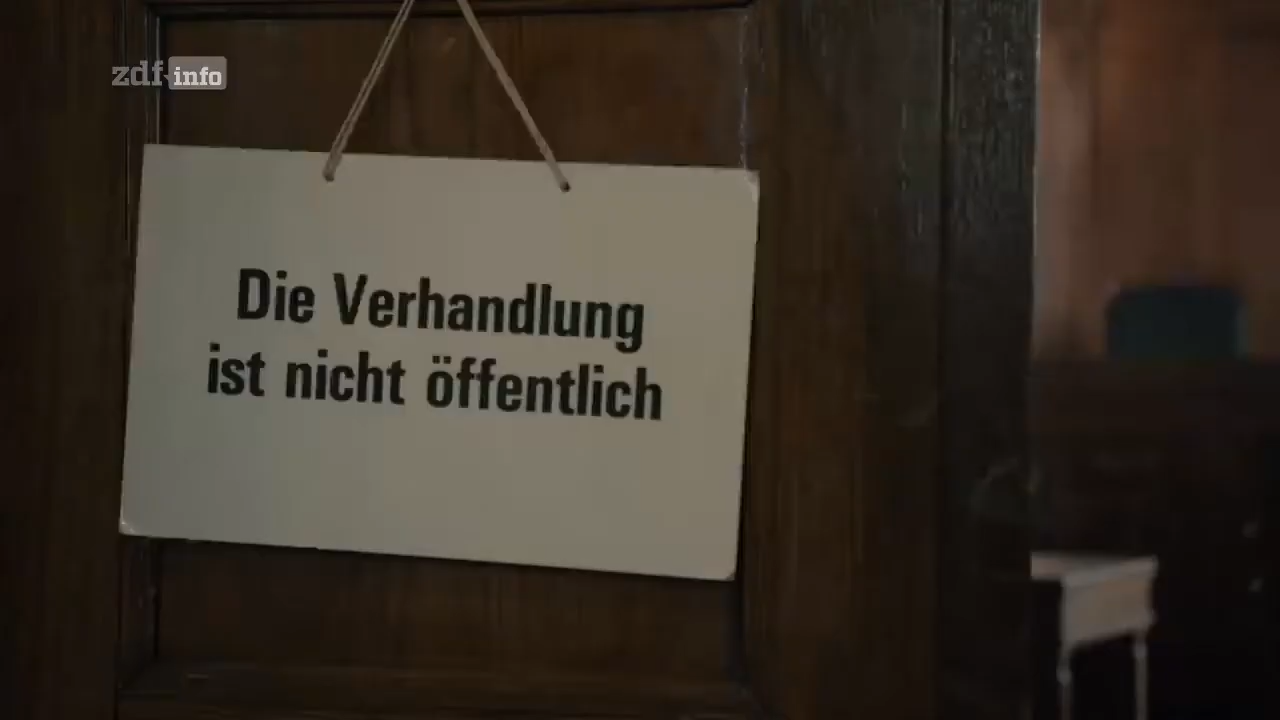 zdf info
Die Verhandlung
ist nicht öffentlich